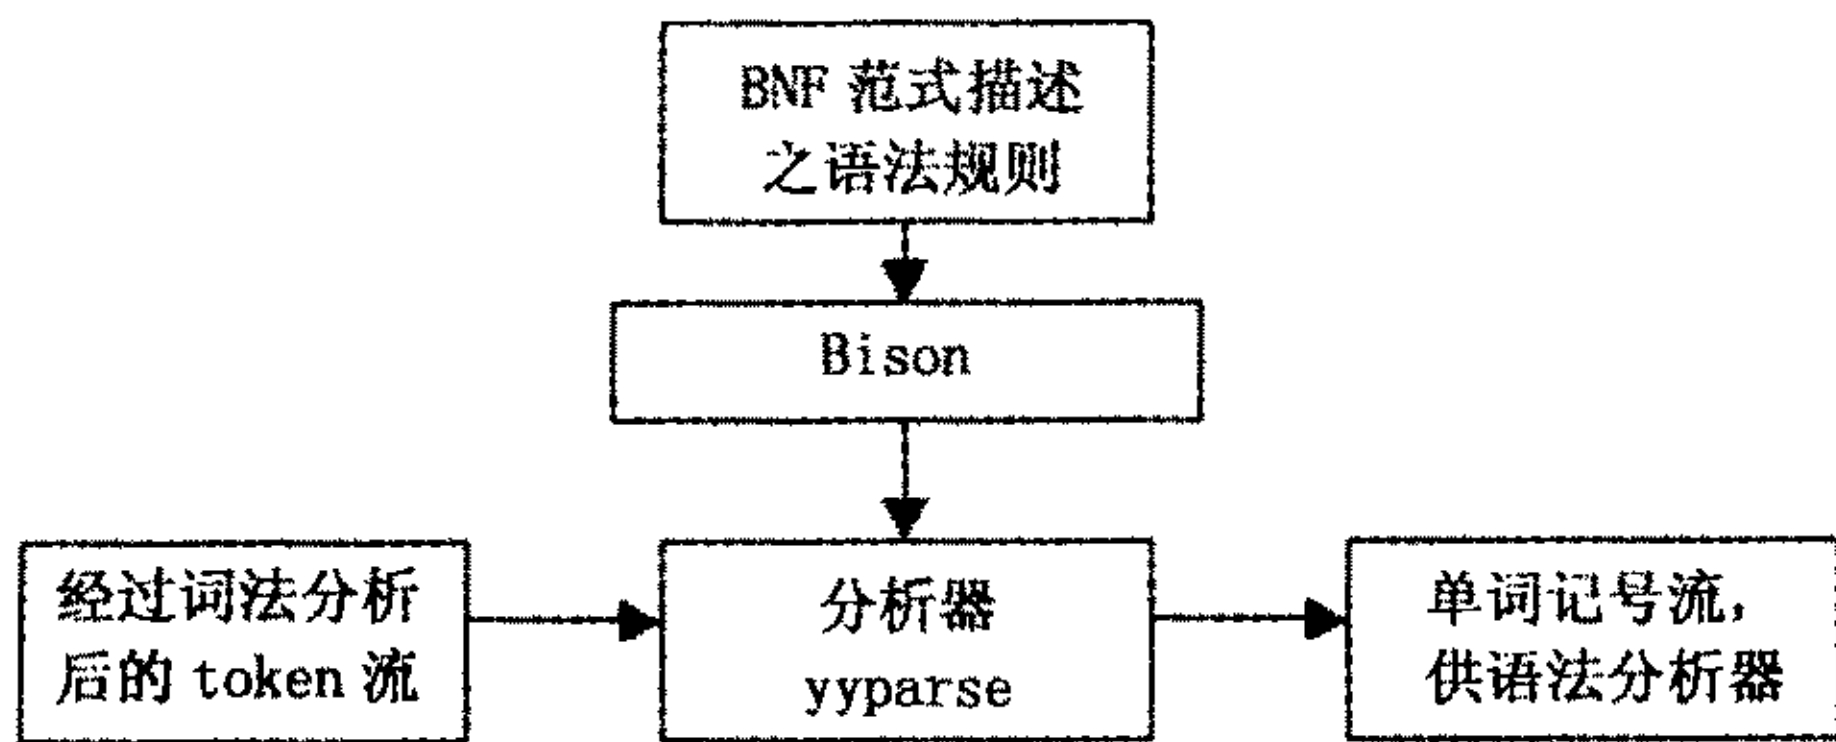 BNF 范式描述
之语法规则
Bison
经过词法分析
后的 token 流
分析器
yyparse
单词记号流，
供语法分析器